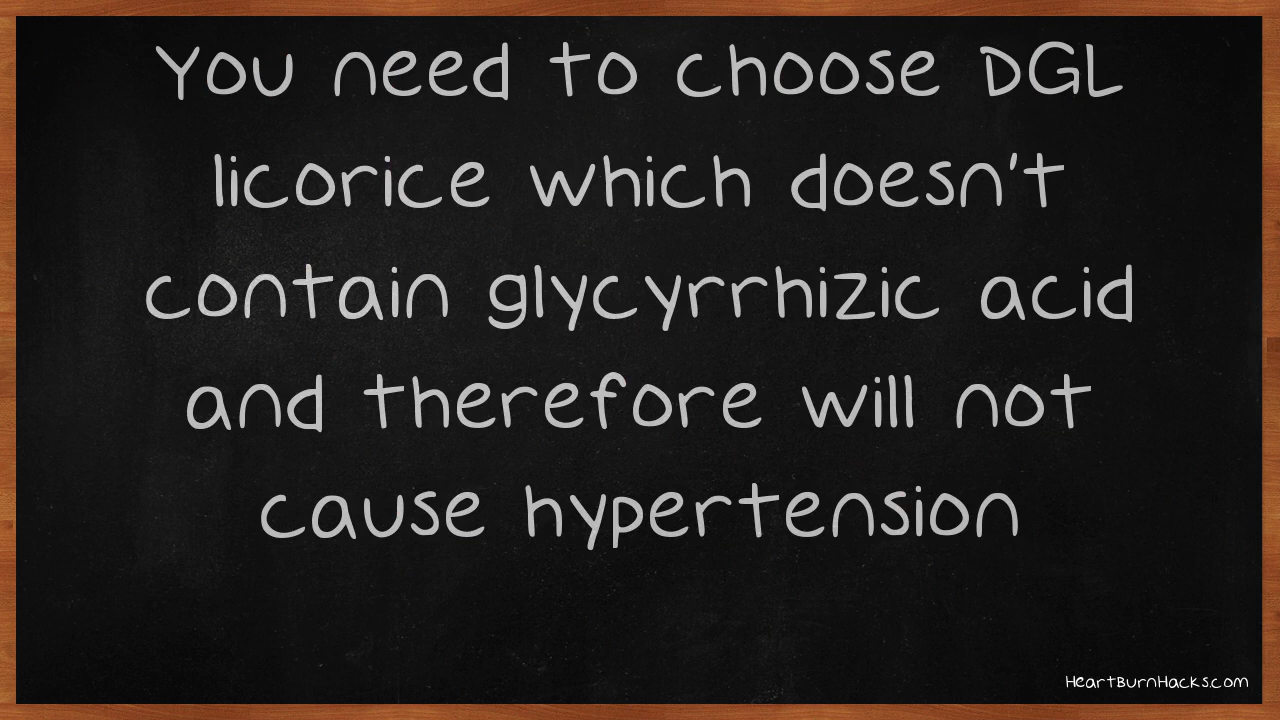 You need to choose DGL
licorice which doesn't
contain glycyrrhizic acid
and therefore will not
cause hypertension
HeartBurnHacks.com